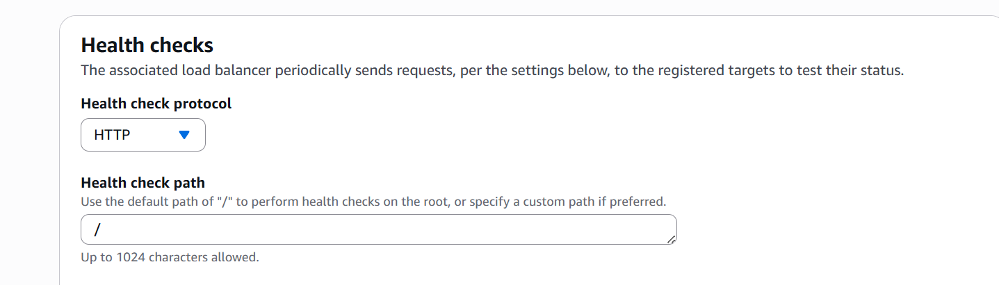 Health checks
The associated load balancer periodically sends requests, per the settings below, to the registered targets to test their status.
Health check protocol
HTTP
Health check path
Use the default path of "/" to perform health checks on the root, or specify a custom path if preferred.
/
Up to 1024 characters allowed.